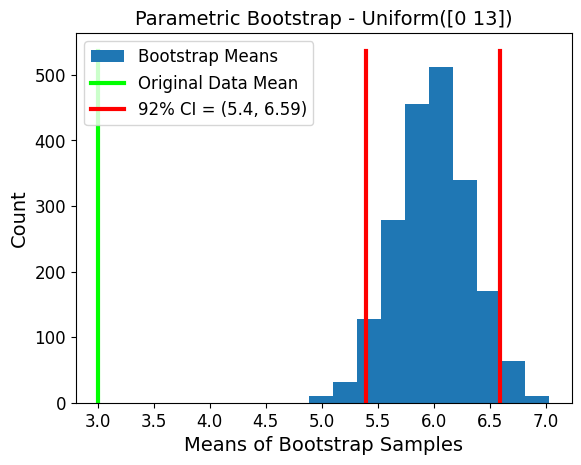 Parametric Bootstrap - Uniform([0 13])
Bootstrap Means
Original Data Mean
92% CI = (5.4, 6.59)
Count
500
400
300
200
100
0
3.0 3.5 4.0 4.5 5.0 5.5 6.0 6.5 7.0
Means of Bootstrap Samples